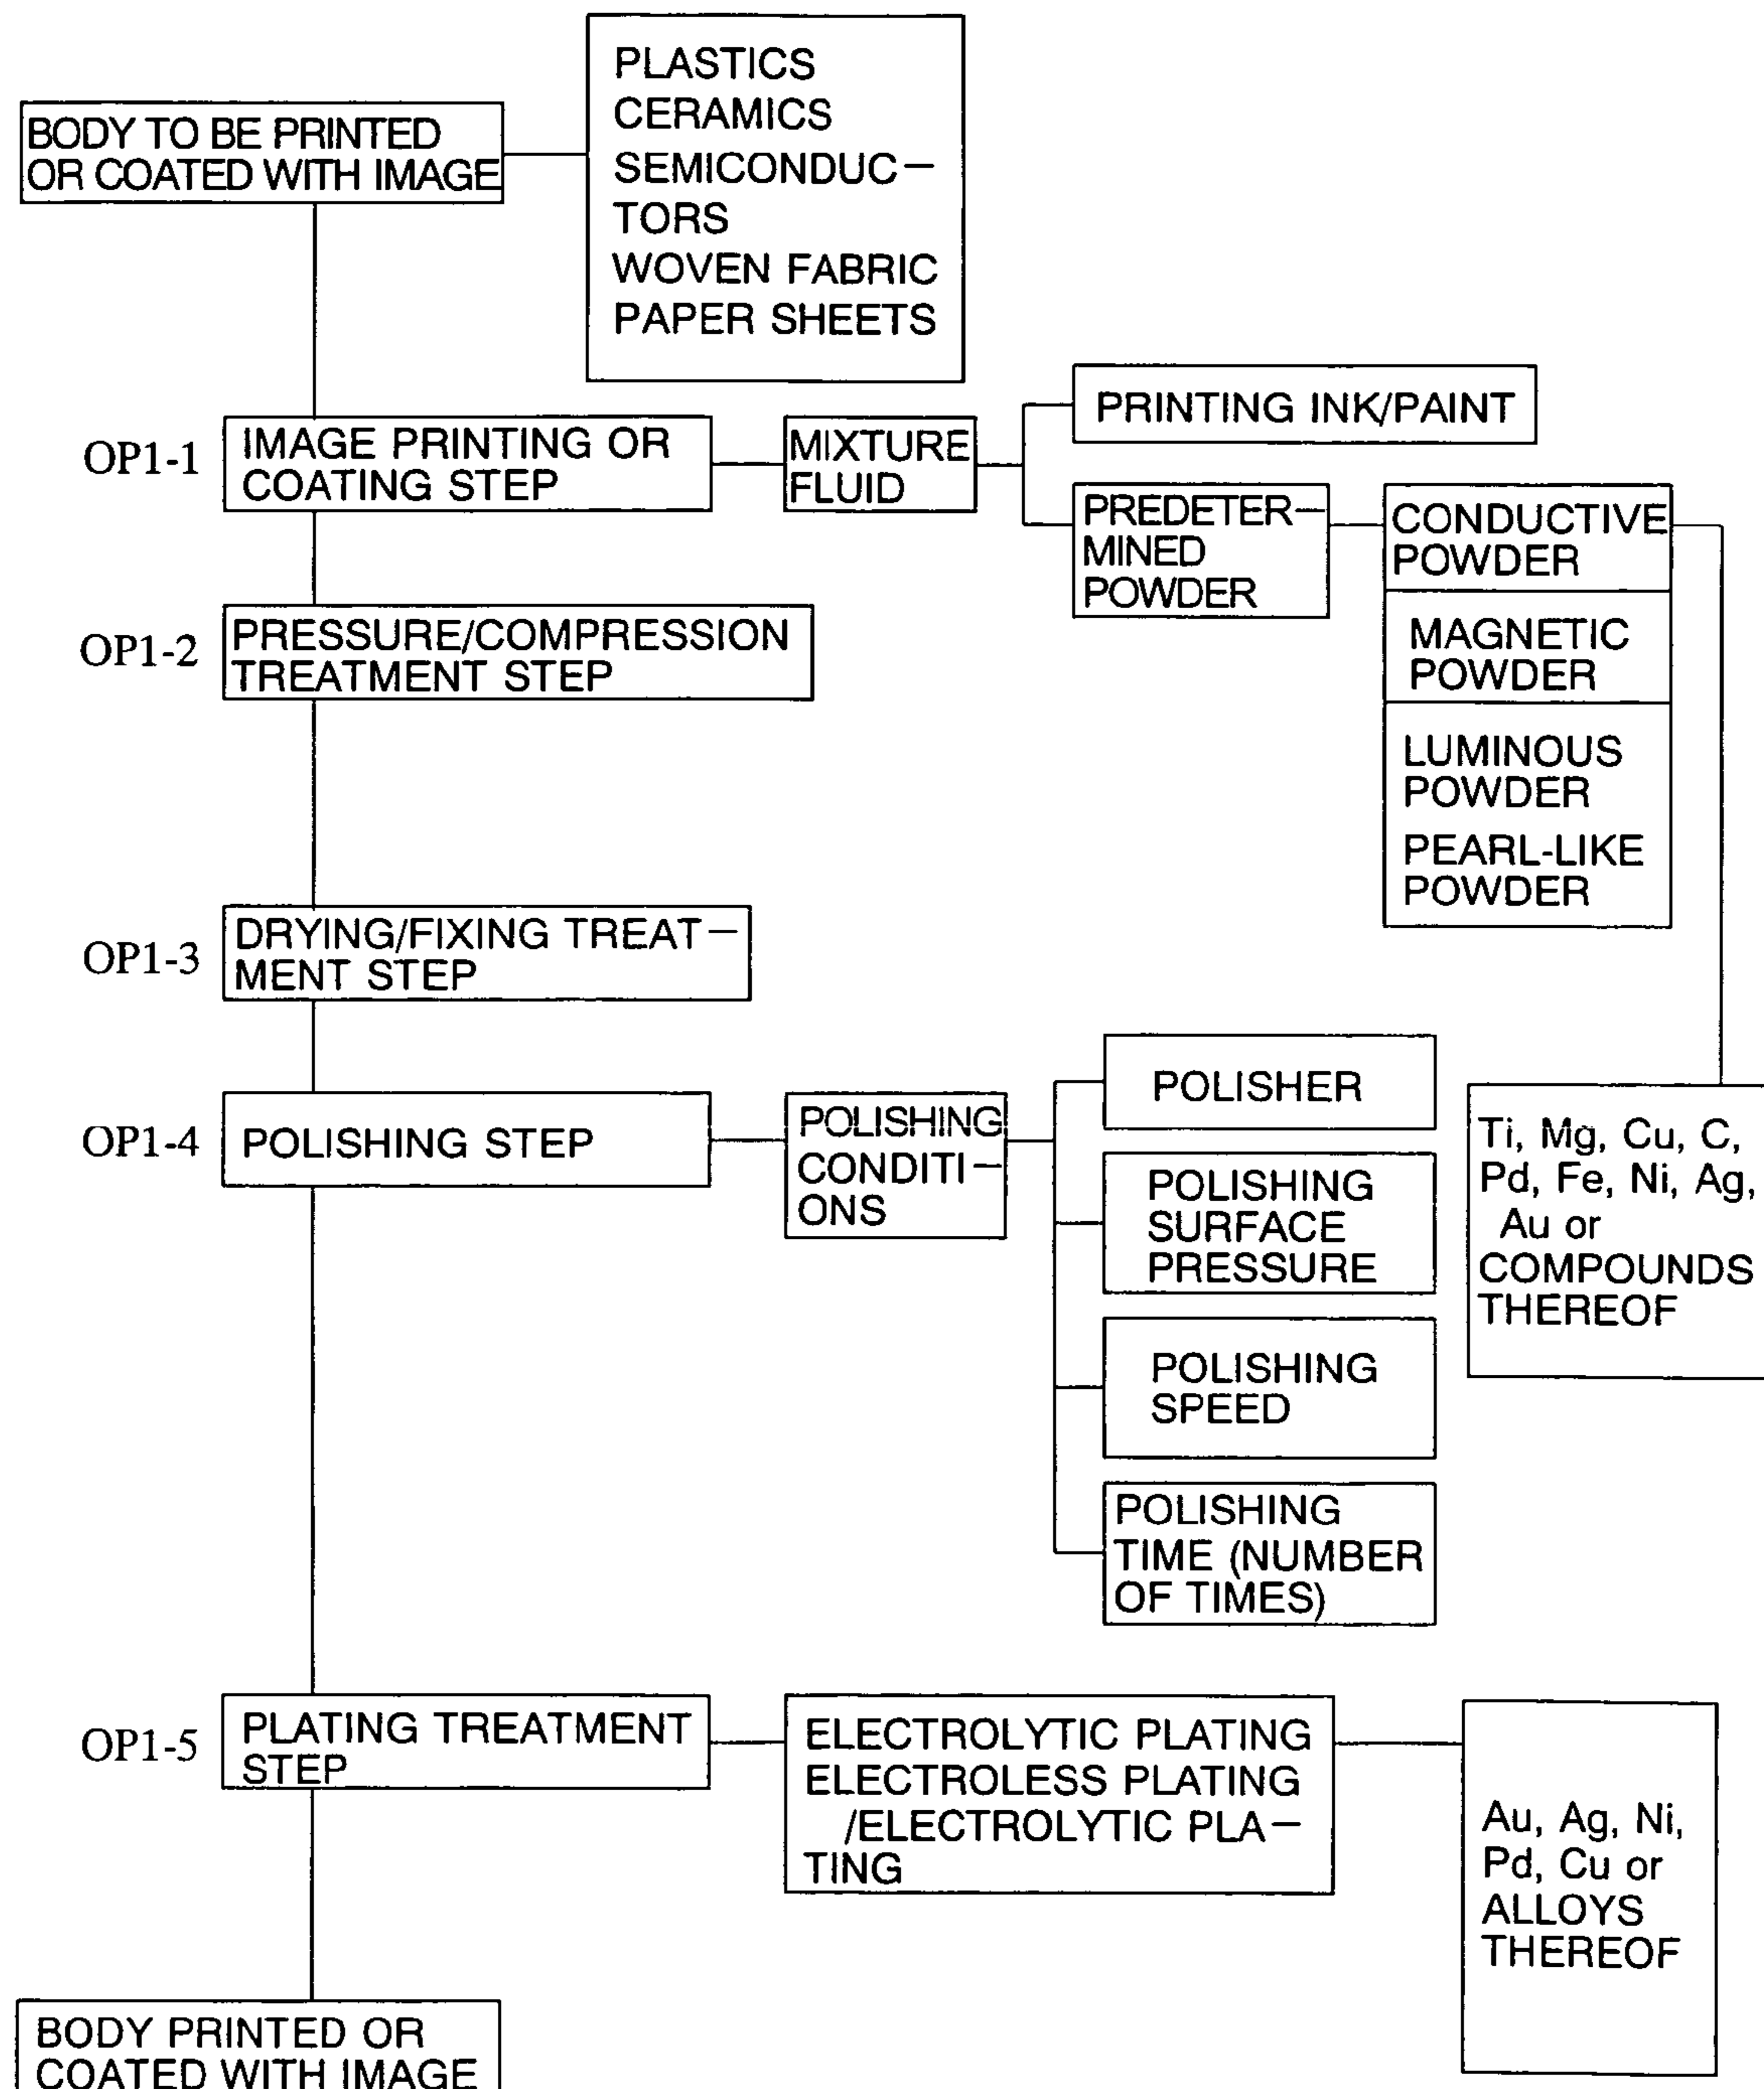 PLASTICS
CERAMICS
SEMICONDUC-
TORS
WOVEN FABRIC
PAPER SHEETS
BODY TO BE PRINTED
OR COATED WITH IMAGE
OP1-1
IMAGE PRINTING OR
COATING STEP
MIXTURE
FLUID
PRINTING INK/PAINT
PREDETER-
MINED
POWDER
CONDUCTIVE
POWDER
MAGNETIC
POWDER
LUMINOUS
POWDER
PEARL-LIKE
POWDER
OP1-2
PRESSURE/COMPRESSION
TREATMENT STEP
OP1-3
DRYING/FIXING TREAT-
MENT STEP
OP1-4
POLISHING STEP
POLISHING
CONDITI-
ONS
POLISHER
POLISHING
SURFACE
PRESSURE
POLISHING
SPEED
POLISHING
TIME (NUMBER
OF TIMES)
Ti, Mg, Cu, C,
Pd, Fe, Ni, Ag,
Au or
COMPOUNDS
THEREOF
OP1-5
PLATING TREATMENT
STEP
ELECTROLYTIC PLATING
ELECTROLESS PLATING
/ELECTROLYTIC PLA-
TING
Au, Ag, Ni,
Pd, Cu or
ALLOYS
THEREOF
BODY PRINTED OR
COATED WITH IMAGE